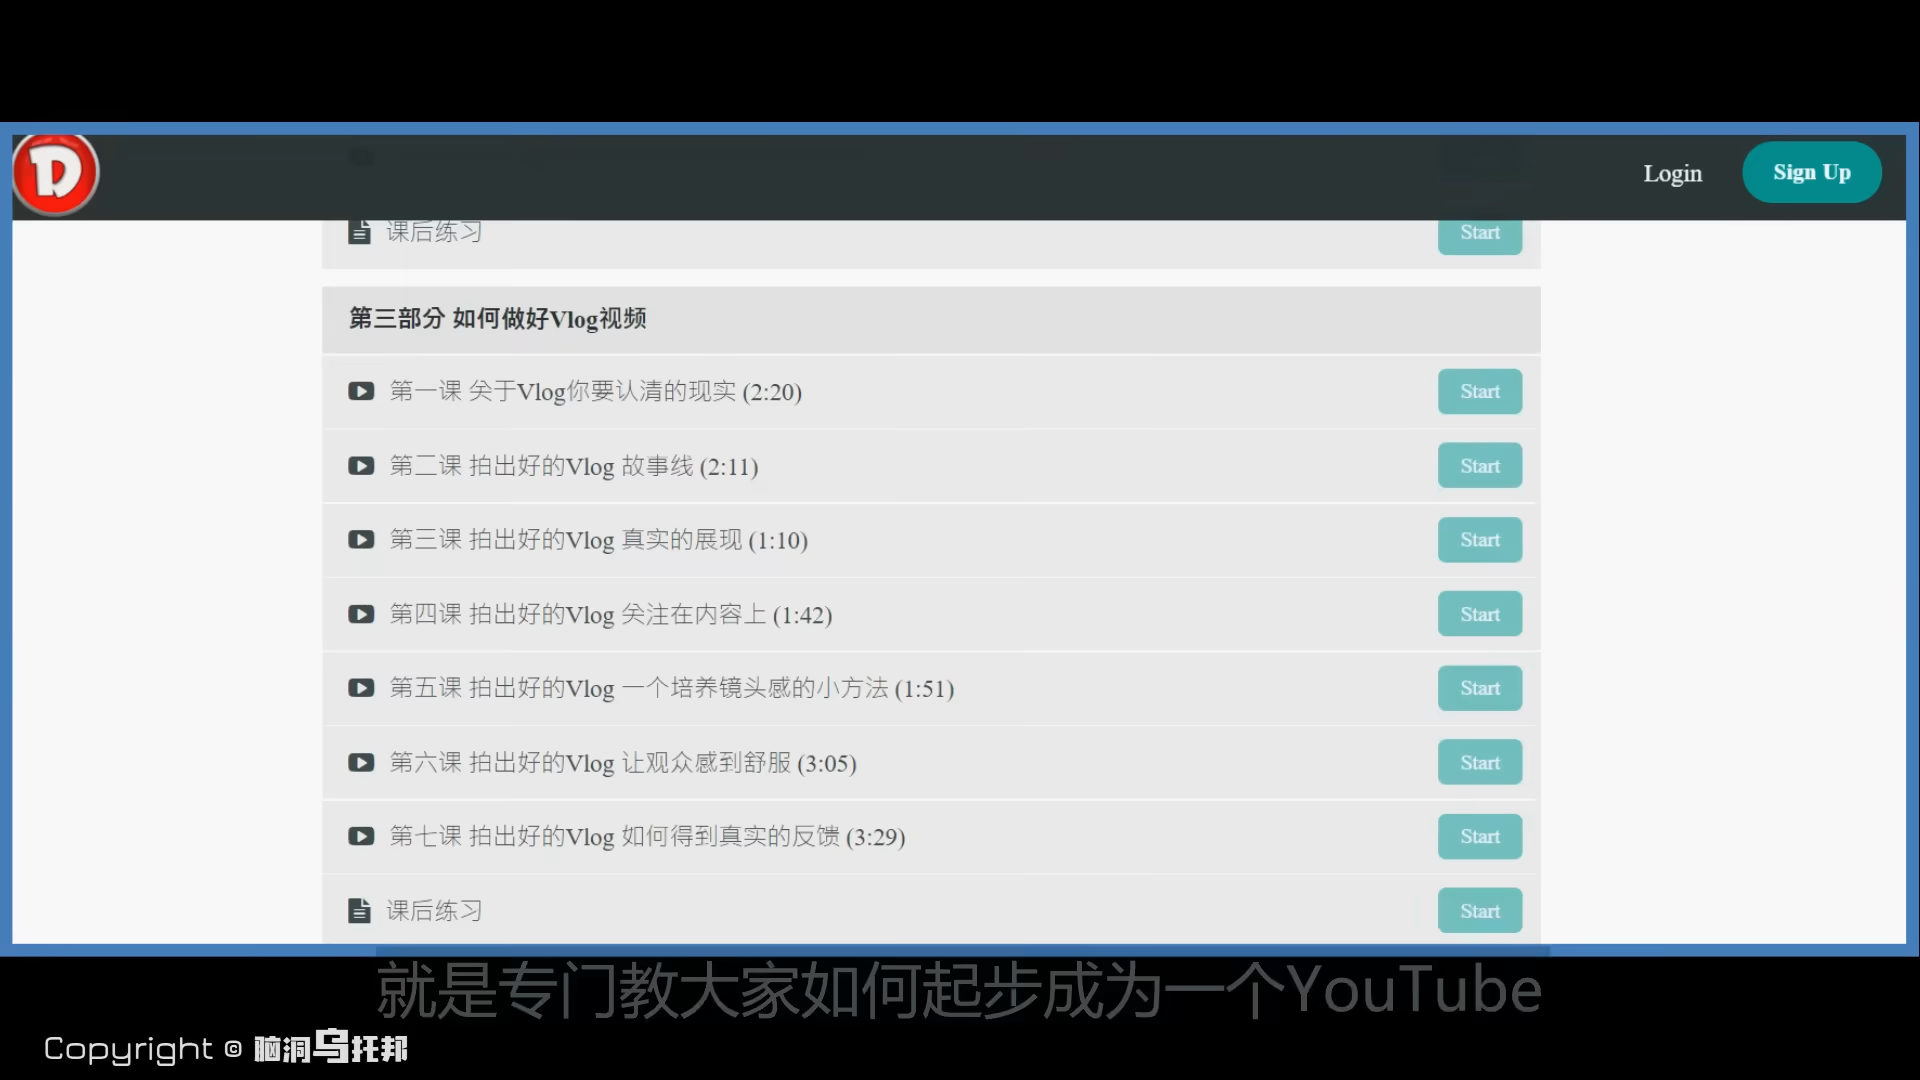 D
Login
Sign Up
课后练习
Start
第三部分 如何做好Vlog视频
第一课 关于Vlog你要认清的现实 (2:20)
Start
第二课 拍出好的Vlog 故事线 (2:11)
Start
第三课 拍出好的Vlog 真实的展现 (1:10)
Start
第四课 拍出好的Vlog 关注在内容上 (1:42)
Start
第五课 拍出好的Vlog 一个培养镜头感的小方法 (1:51)
Start
第六课 拍出好的Vlog 让观众感到舒服 (3:05)
Start
第七课 拍出好的Vlog 如何得到真实的反馈 (3:29)
Start
课后练习
Start
就是专门教大家如何起步成为一个YouTube
Copyright © 脑洞乌托邦